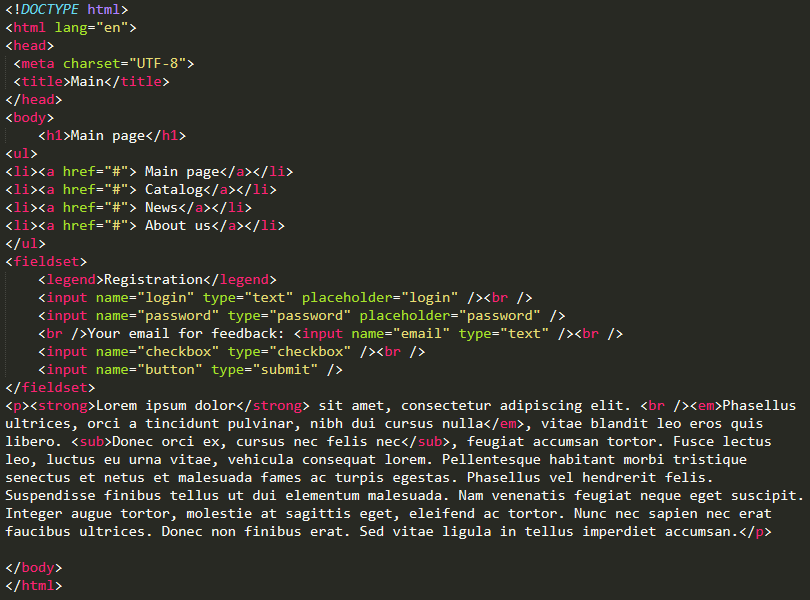 <!DOCTYPE html>
<html lang="en">
<head>
 <meta charset="UTF-8">
 <title>Main</title>
</head>
<body>
    <h1>Main page</h1>
<ul>
<li><a href="#"> Main page</a></li>
<li><a href="#"> Catalog</a></li>
<li><a href="#"> News</a></li>
<li><a href="#"> About us</a></li>
</ul>
<fieldset>
    <legend>Registration</legend>
    <input name="login" type="text" placeholder="login" /><br />
    <input name="password" type="password" placeholder="password" />
    <br />Your email for feedback: <input name="email" type="text" /><br />
    <input name="checkbox" type="checkbox" /><br />
    <input name="button" type="submit" />
</fieldset>
<p><strong>Lorem ipsum dolor</strong> sit amet, consectetur adipiscing elit. <br /><em>Phasellus
ultrices, orci a tincidunt pulvinar, nibh dui cursus nulla</em>, vitae blandit leo eros quis
libero. <sub>Donec orci ex, cursus nec felis nec</sub>, feugiat accumsan tortor. Fusce lectus
leo, luctus eu urna vitae, vehicula consequat lorem. Pellentesque habitant morbi tristique
senectus et netus et malesuada fames ac turpis egestas. Phasellus vel hendrerit felis.
Suspendisse finibus tellus ut dui elementum malesuada. Nam venenatis feugiat neque eget suscipit.
Integer augue tortor, molestie at sagittis eget, eleifend ac tortor. Nunc nec sapien nec erat
faucibus ultrices. Donec non finibus erat. Sed vitae ligula in tellus imperdiet accumsan.</p>

</body>
</html>